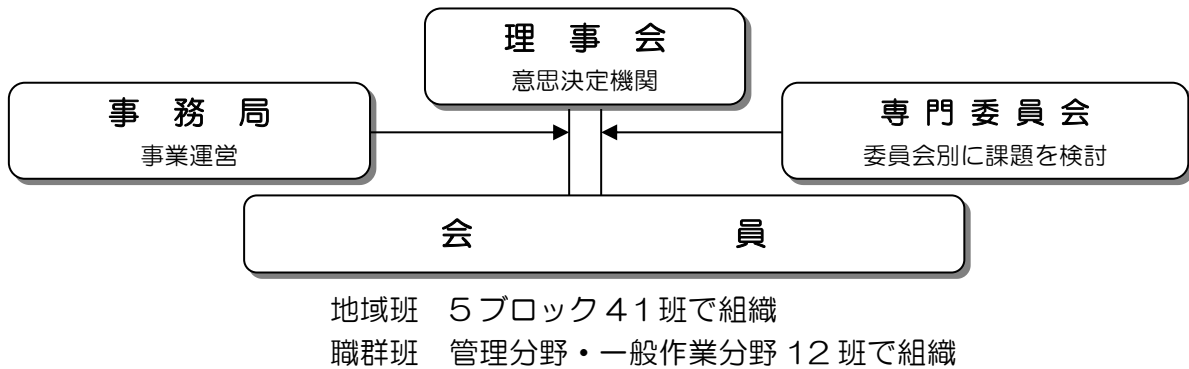 理　事　会
意思決定機関
事　務　局
事業運営
専 門 委 員 会
委員会別に課題を検討
会　　　　　員
地域班　５ブロック４１班で組織
職群班　管理分野・一般作業分野 12 班で組織